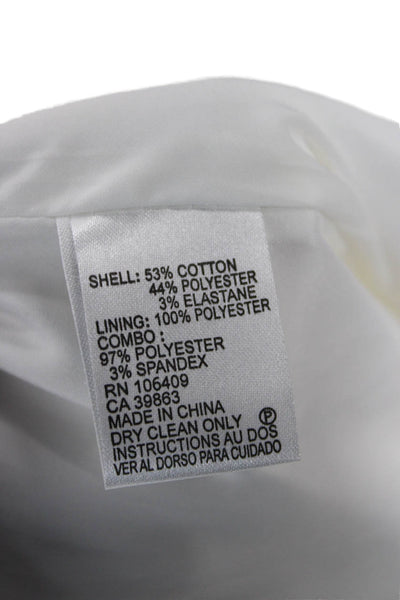 SHELL: 53% COTTON
44% POLYESTER
3% ELASTANE
LINING: 100% POLYESTER
COMBO :
97% POLYESTER
3% SPANDEX
RN 106409
CA 39863
MADE IN CHINA
DRY CLEAN ONLY Ⓟ
INSTRUCTIONS AU DOS
VER AL DORSO PARA CUIDADO